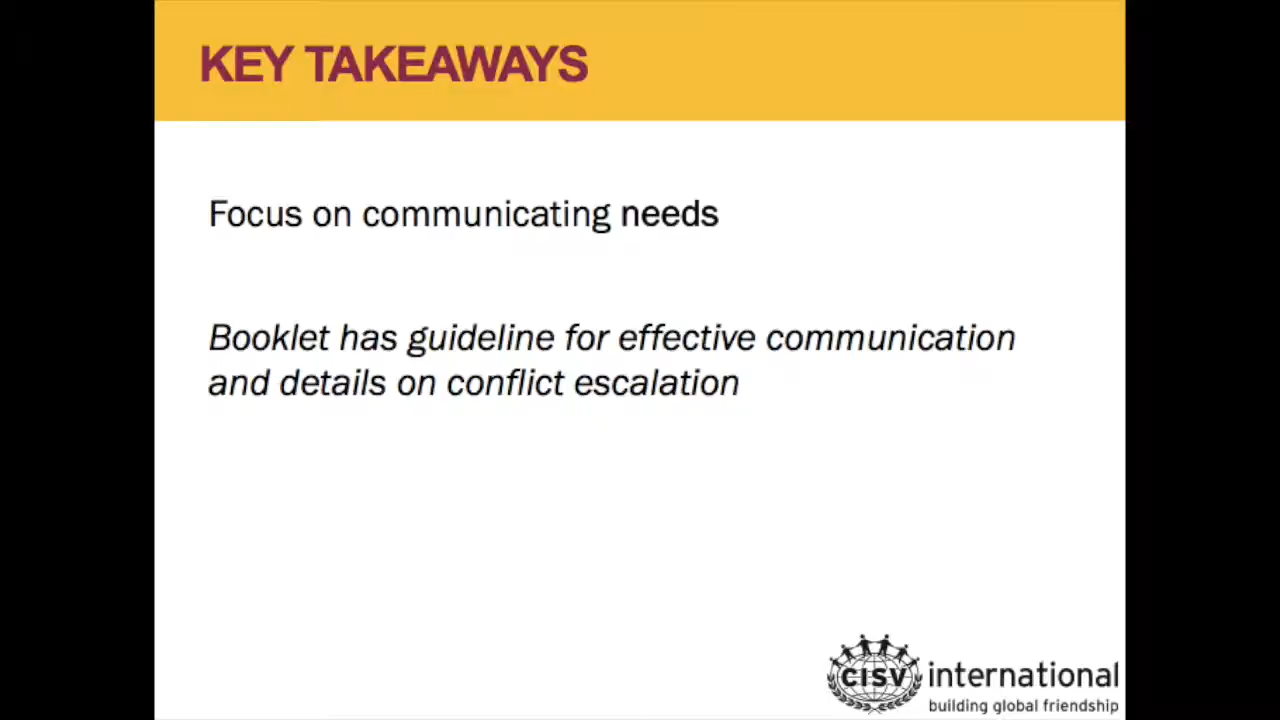 KEY TAKEAWAYS
Focus on communicating needs
Booklet has guideline for effective communication
and details on conflict escalation
CISV international
building global friendship